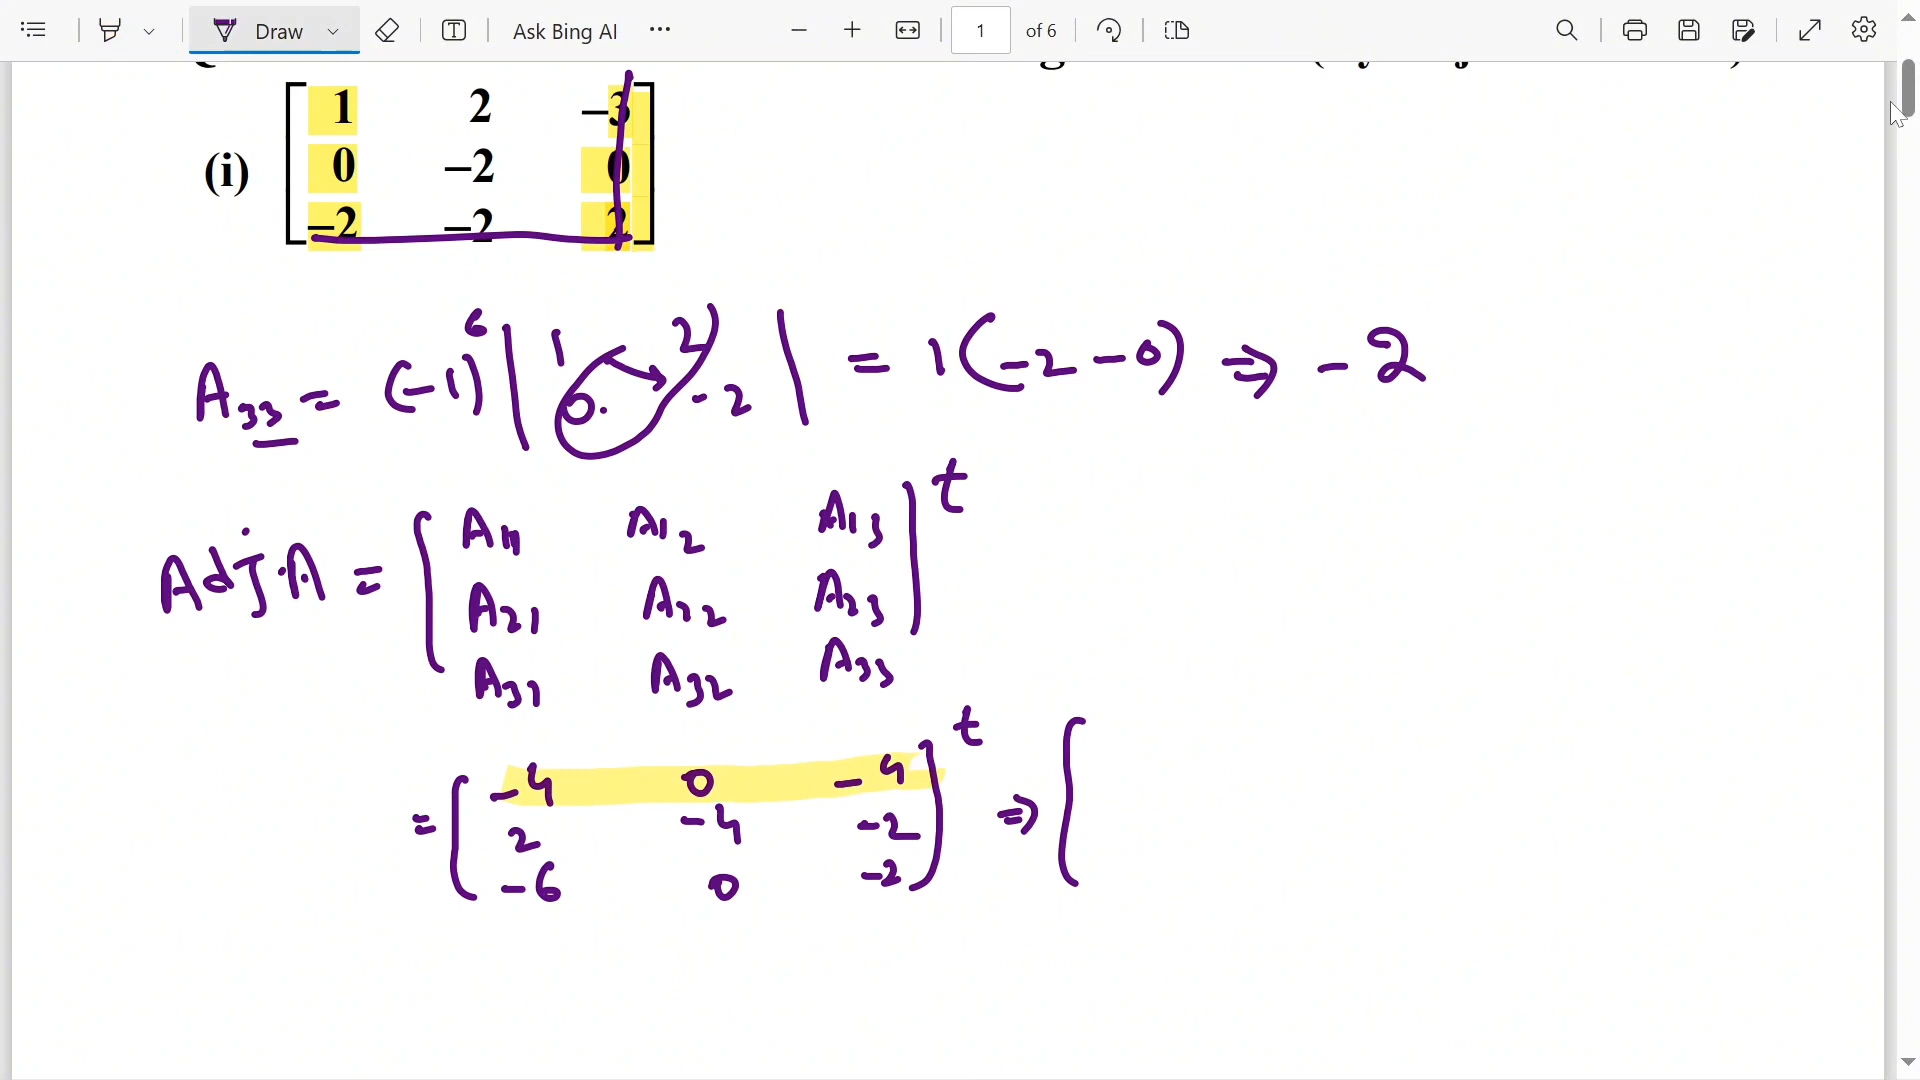 Draw Ask Bing AI ... 1 of 6
1 2 −3
(i) 0 −2 0
−2 −2 2
A33 = (-1)^6 | 1 2 | = 1(-2-0) ⇒ -2
0. -2
Adj.A = [ A11 A12 A13 ]^t
A21 A22 A23
A31 A32 A33
= [ -4 0 -4 ]^t ⇒ [
2 -4 -2
-6 0 -2